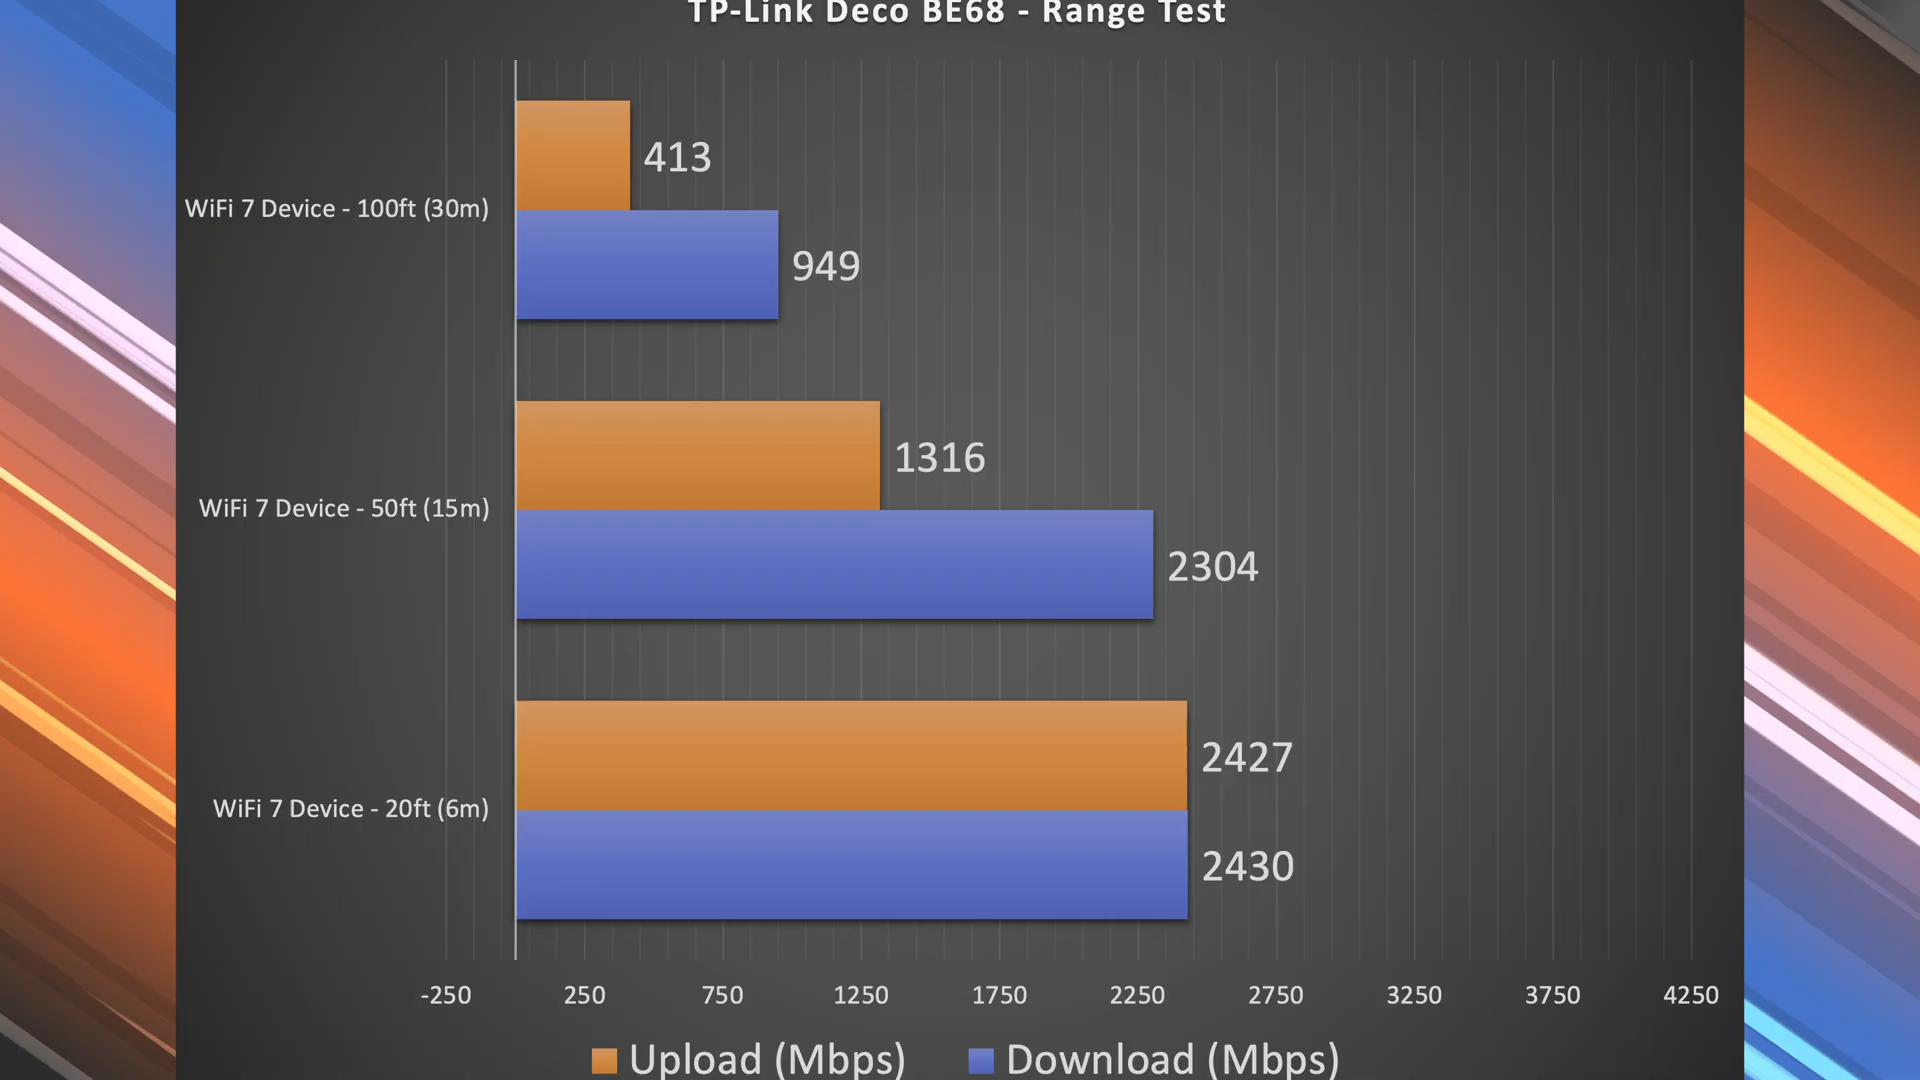 TP-Link Deco BE68 - Range Test
413
WiFi 7 Device - 100ft (30m)
949
1316
WiFi 7 Device - 50ft (15m)
2304
2427
WiFi 7 Device - 20ft (6m)
2430
-250 250 750 1250 1750 2250 2750 3250 3750 4250
Upload (Mbps) Download (Mbps)